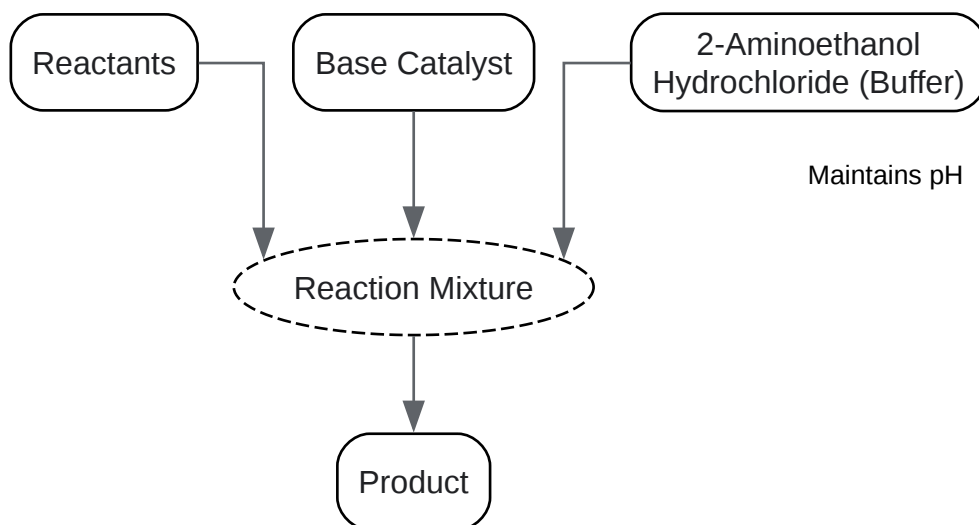 Reactants
Base Catalyst
2-Aminoethanol
Hydrochloride (Buffer)
Maintains pH
Reaction Mixture
Product